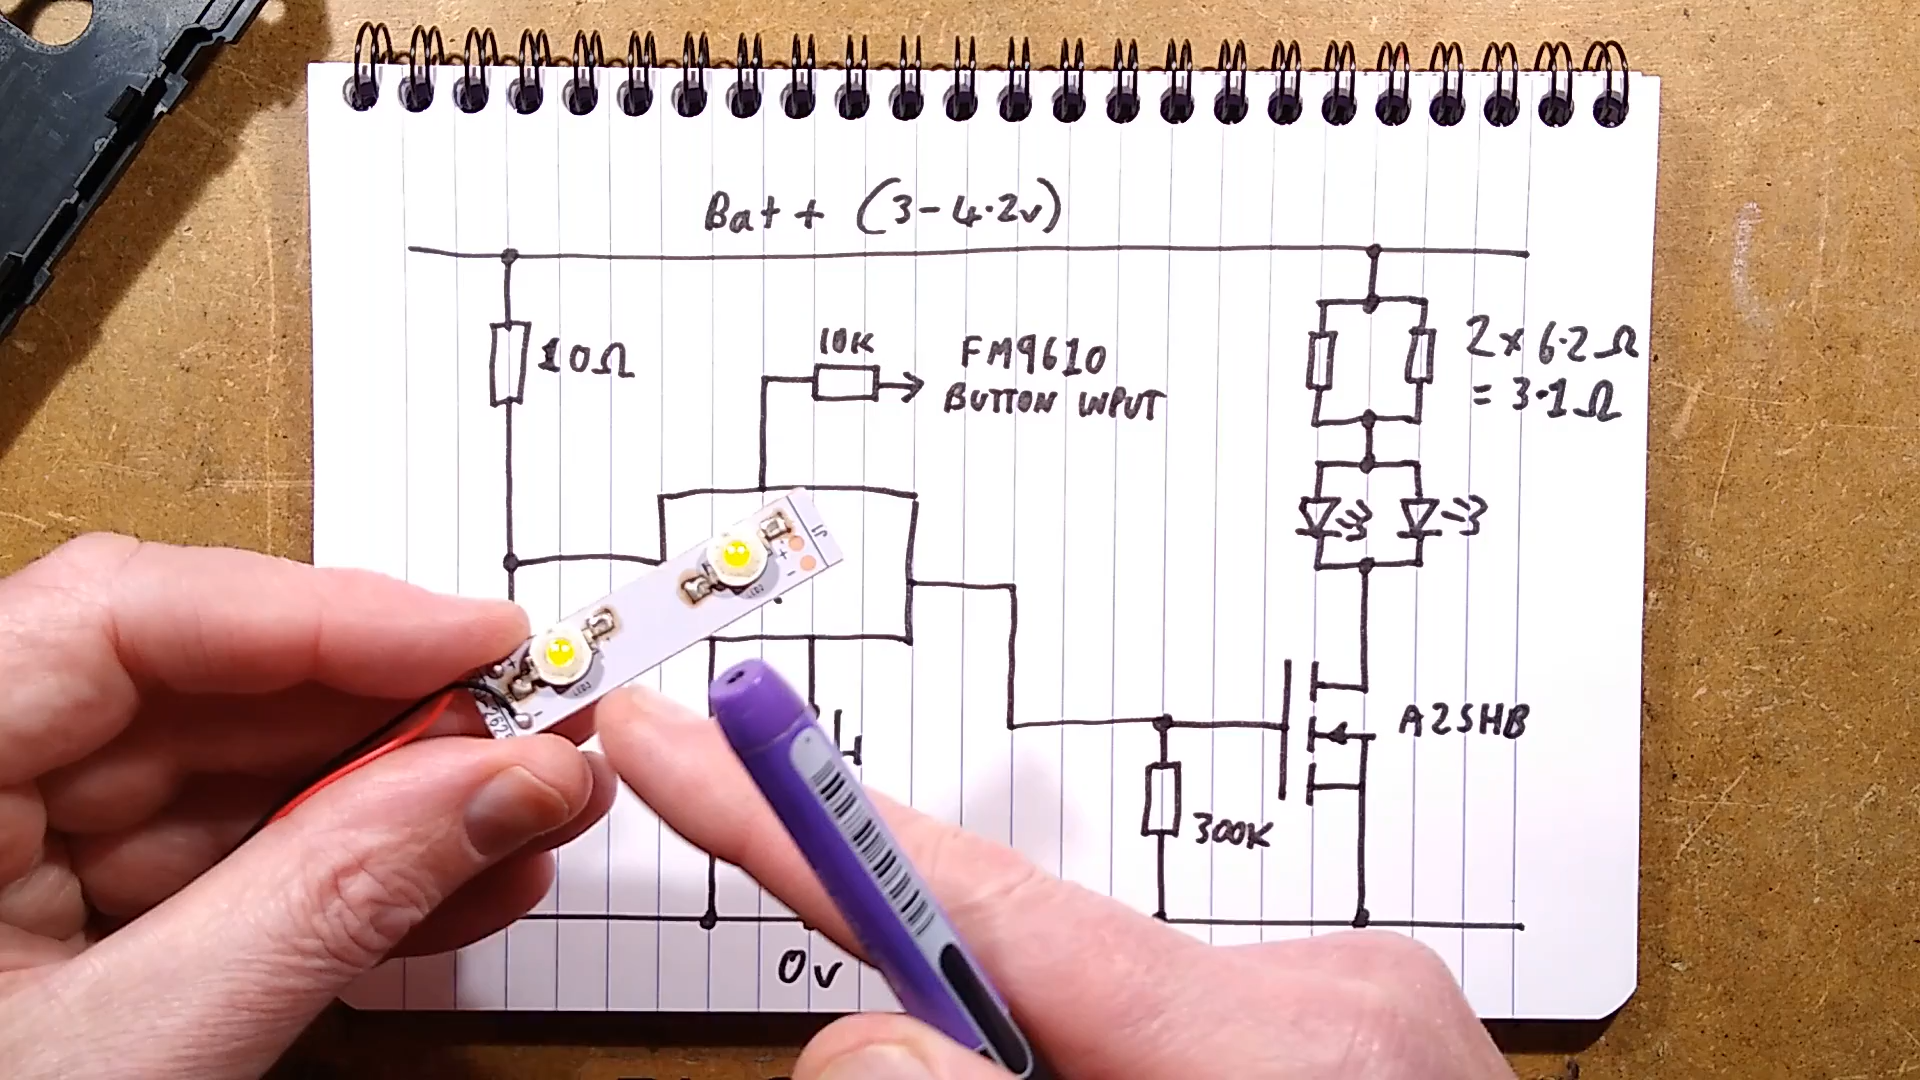 Bat + (3-4.2v)
10Ω
10K
FM9610
BUTTON INPUT
2 x 6.2Ω
= 3.1Ω
A2SHB
300K
0v
+
-